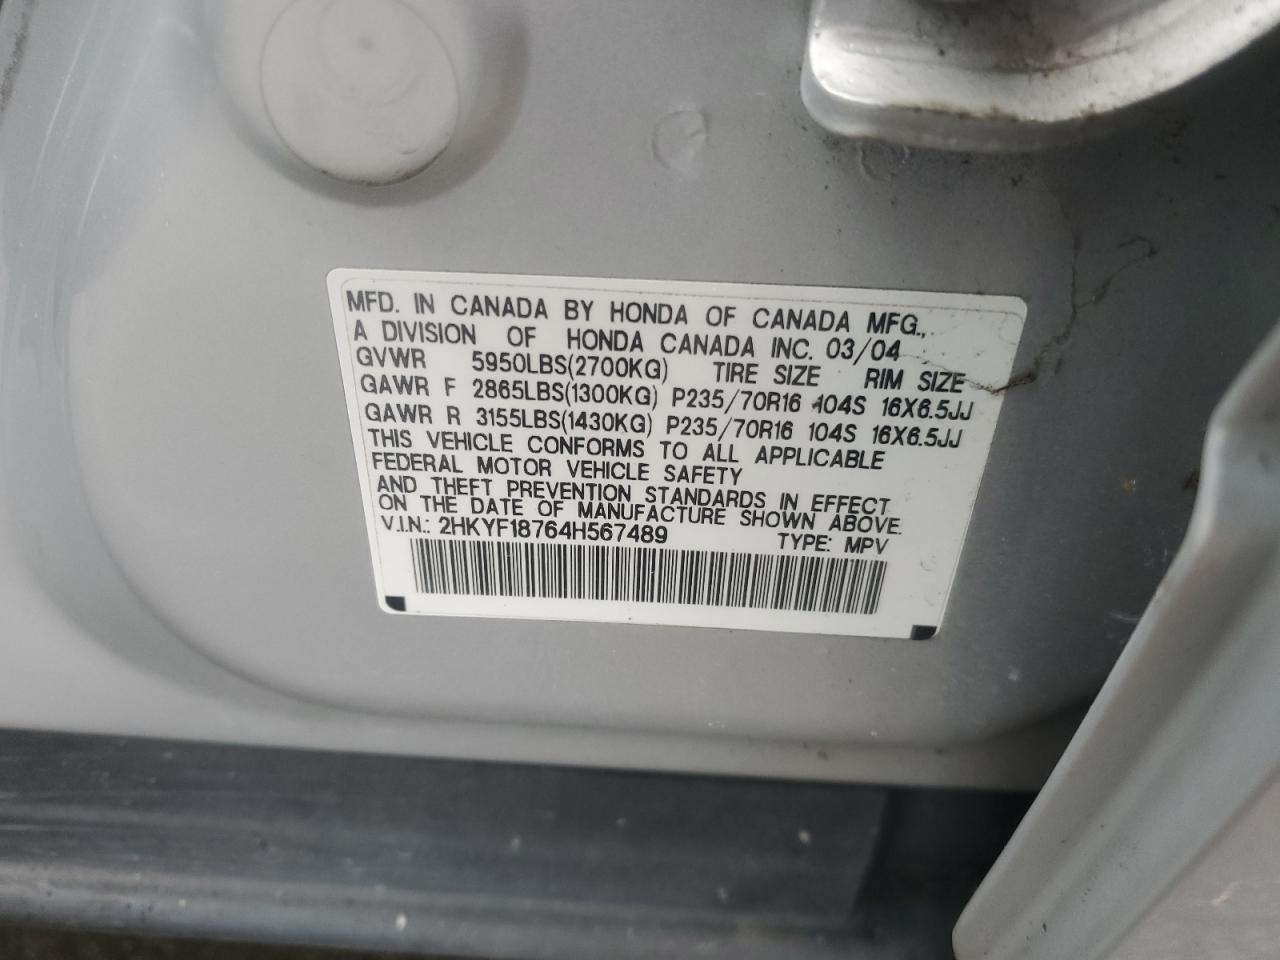 MFD. IN CANADA BY HONDA OF CANADA MFG.,
A DIVISION OF HONDA CANADA INC. 03/04
GVWR 5950LBS(2700KG) TIRE SIZE RIM SIZE
GAWR F 2865LBS(1300KG) P235/70R16 104S 16X6.5JJ
GAWR R 3155LBS(1430KG) P235/70R16 104S 16X6.5JJ
THIS VEHICLE CONFORMS TO ALL APPLICABLE
FEDERAL MOTOR VEHICLE SAFETY
AND THEFT PREVENTION STANDARDS IN EFFECT
ON THE DATE OF MANUFACTURE SHOWN ABOVE.
V.I.N.: 2HKYF18764H567489 TYPE: MPV